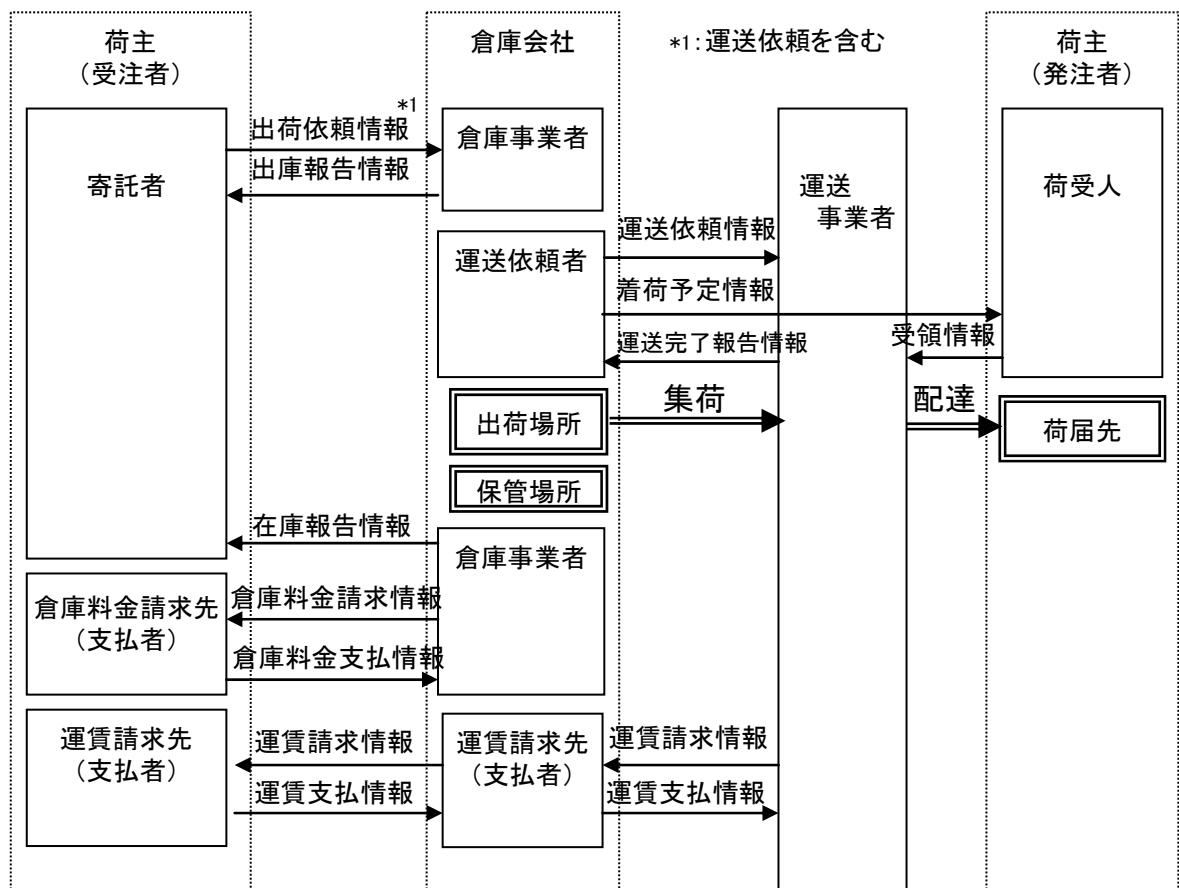 荷主
（受注者）
倉庫会社
*1：運送依頼を含む
荷主
（発注者）
*1
出荷依頼情報
倉庫事業者
出庫報告情報
寄託者
運送
事業者
荷受人
運送依頼情報
運送依頼者
着荷予定情報
受領情報
運送完了報告情報
集荷
配達
出荷場所
荷届先
保管場所
在庫報告情報
倉庫事業者
倉庫料金請求先
（支払者）
倉庫料金請求情報
倉庫料金支払情報
運賃請求先
（支払者）
運賃請求情報
運賃請求先
（支払者）
運賃請求情報
運賃支払情報
運賃支払情報